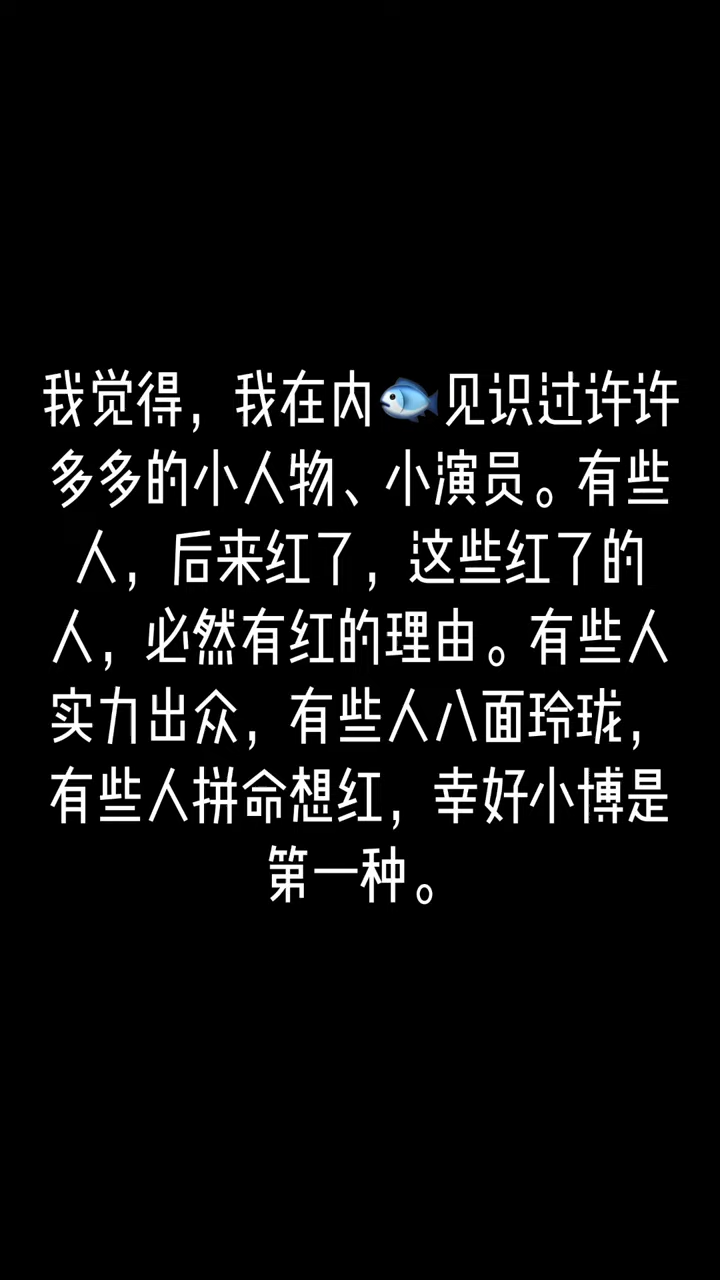 我觉得，我在内🐟见识过许许
多多的小人物、小演员。有些
人，后来红了，这些红了的
人，必然有红的理由。有些人
实力出众，有些人八面玲珑，
有些人拼命想红，幸好小博是
第一种。